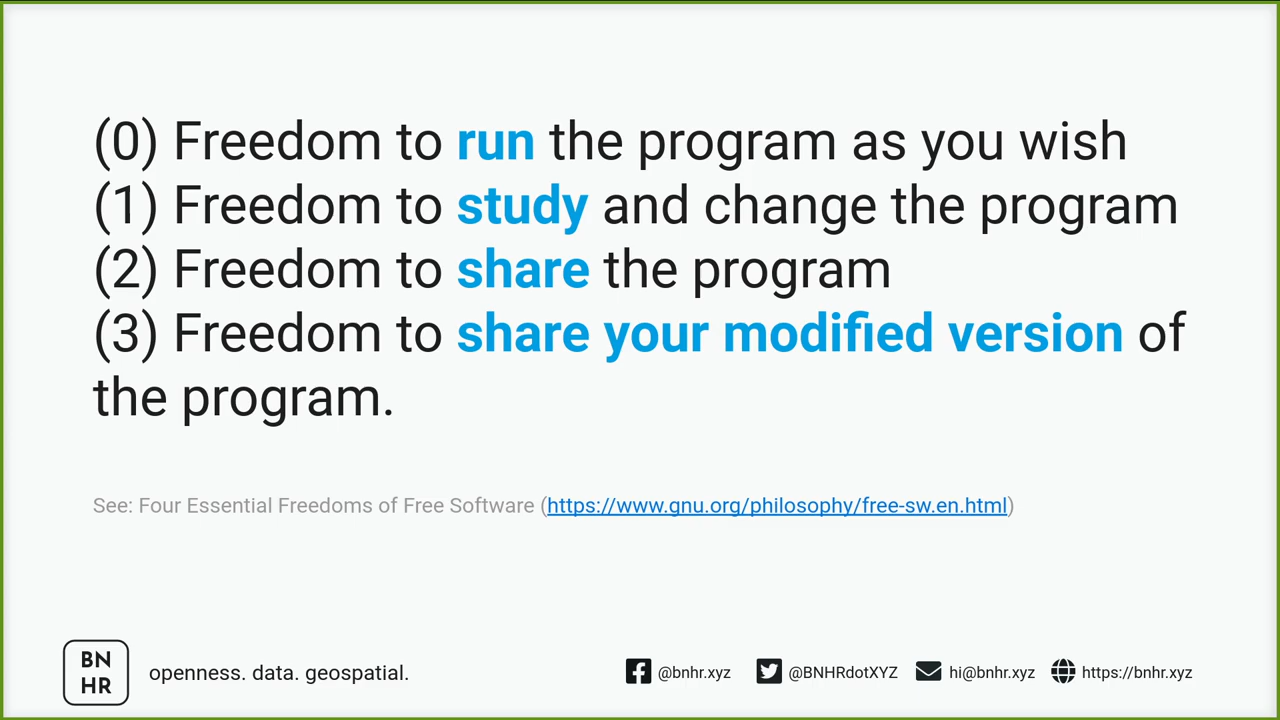 (0) Freedom to run the program as you wish
(1) Freedom to study and change the program
(2) Freedom to share the program
(3) Freedom to share your modified version of
the program.
See: Four Essential Freedoms of Free Software (https://www.gnu.org/philosophy/free-sw.en.html)
BN
HR
openness. data. geospatial.
@bnhr.xyz
@BNHRdotXYZ
hi@bnhr.xyz
https://bnhr.xyz